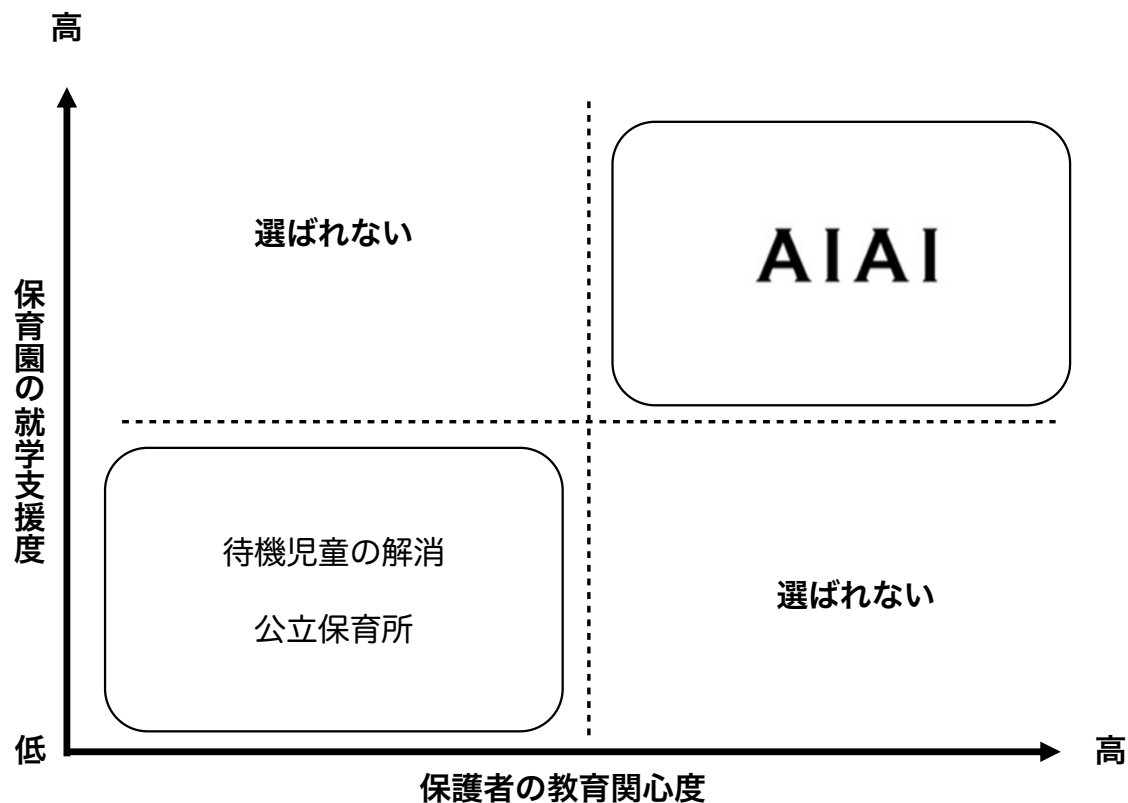 高
選ばれない
AIAI
保育園の就学支援度
待機児童の解消
公立保育所
選ばれない
低
高
保護者の教育関心度